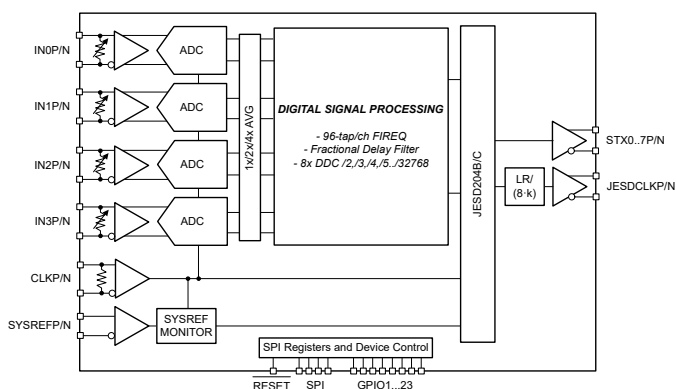 IN0P/N
ADC
IN1P/N
ADC
IN2P/N
ADC
IN3P/N
ADC
1x/2x/4x AVG
DIGITAL SIGNAL PROCESSING
- 96-tap/ch FIREQ
- Fractional Delay Filter
- 8x DDC /2,/3,/4,/5../32768
JESD204B/C
STX0..7P/N
LR/
(8·k)
JESDCLKP/N
CLKP/N
SYSREFP/N
SYSREF
MONITOR
SPI Registers and Device Control
RESET
SPI
GPIO1...23